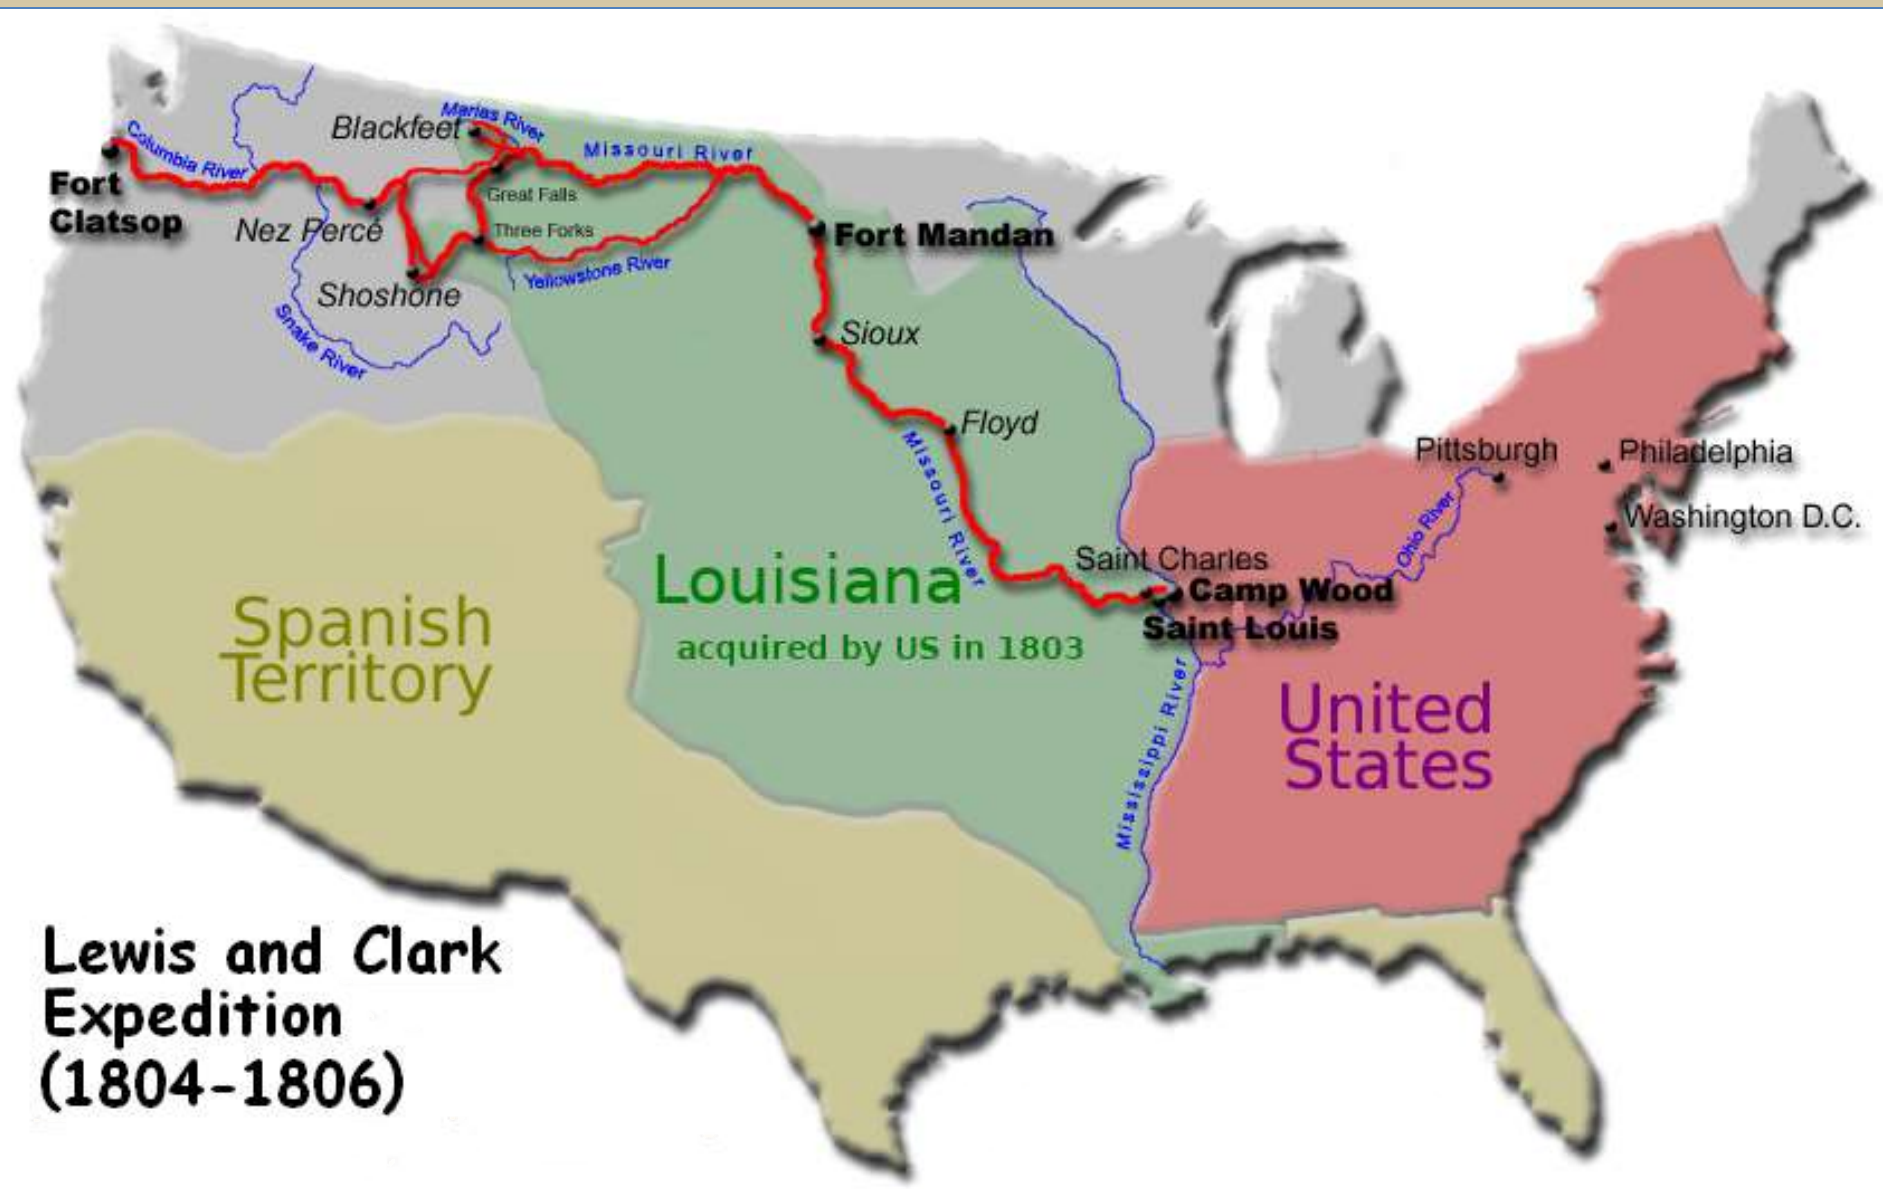 Marias River
Blackfeet
Columbia River
Missouri River
Fort
Clatsop
Great Falls
Nez Percé
Three Forks
Fort Mandan
Yellowstone River
Shoshone
Snake River
Sioux
Floyd
Missouri River
Pittsburgh
Philadelphia
Ohio River
Washington D.C.
Saint Charles
Camp Wood
Saint Louis
Louisiana
acquired by US in 1803
Spanish
Territory
Mississippi River
United
States
Lewis and Clark
Expedition
(1804-1806)